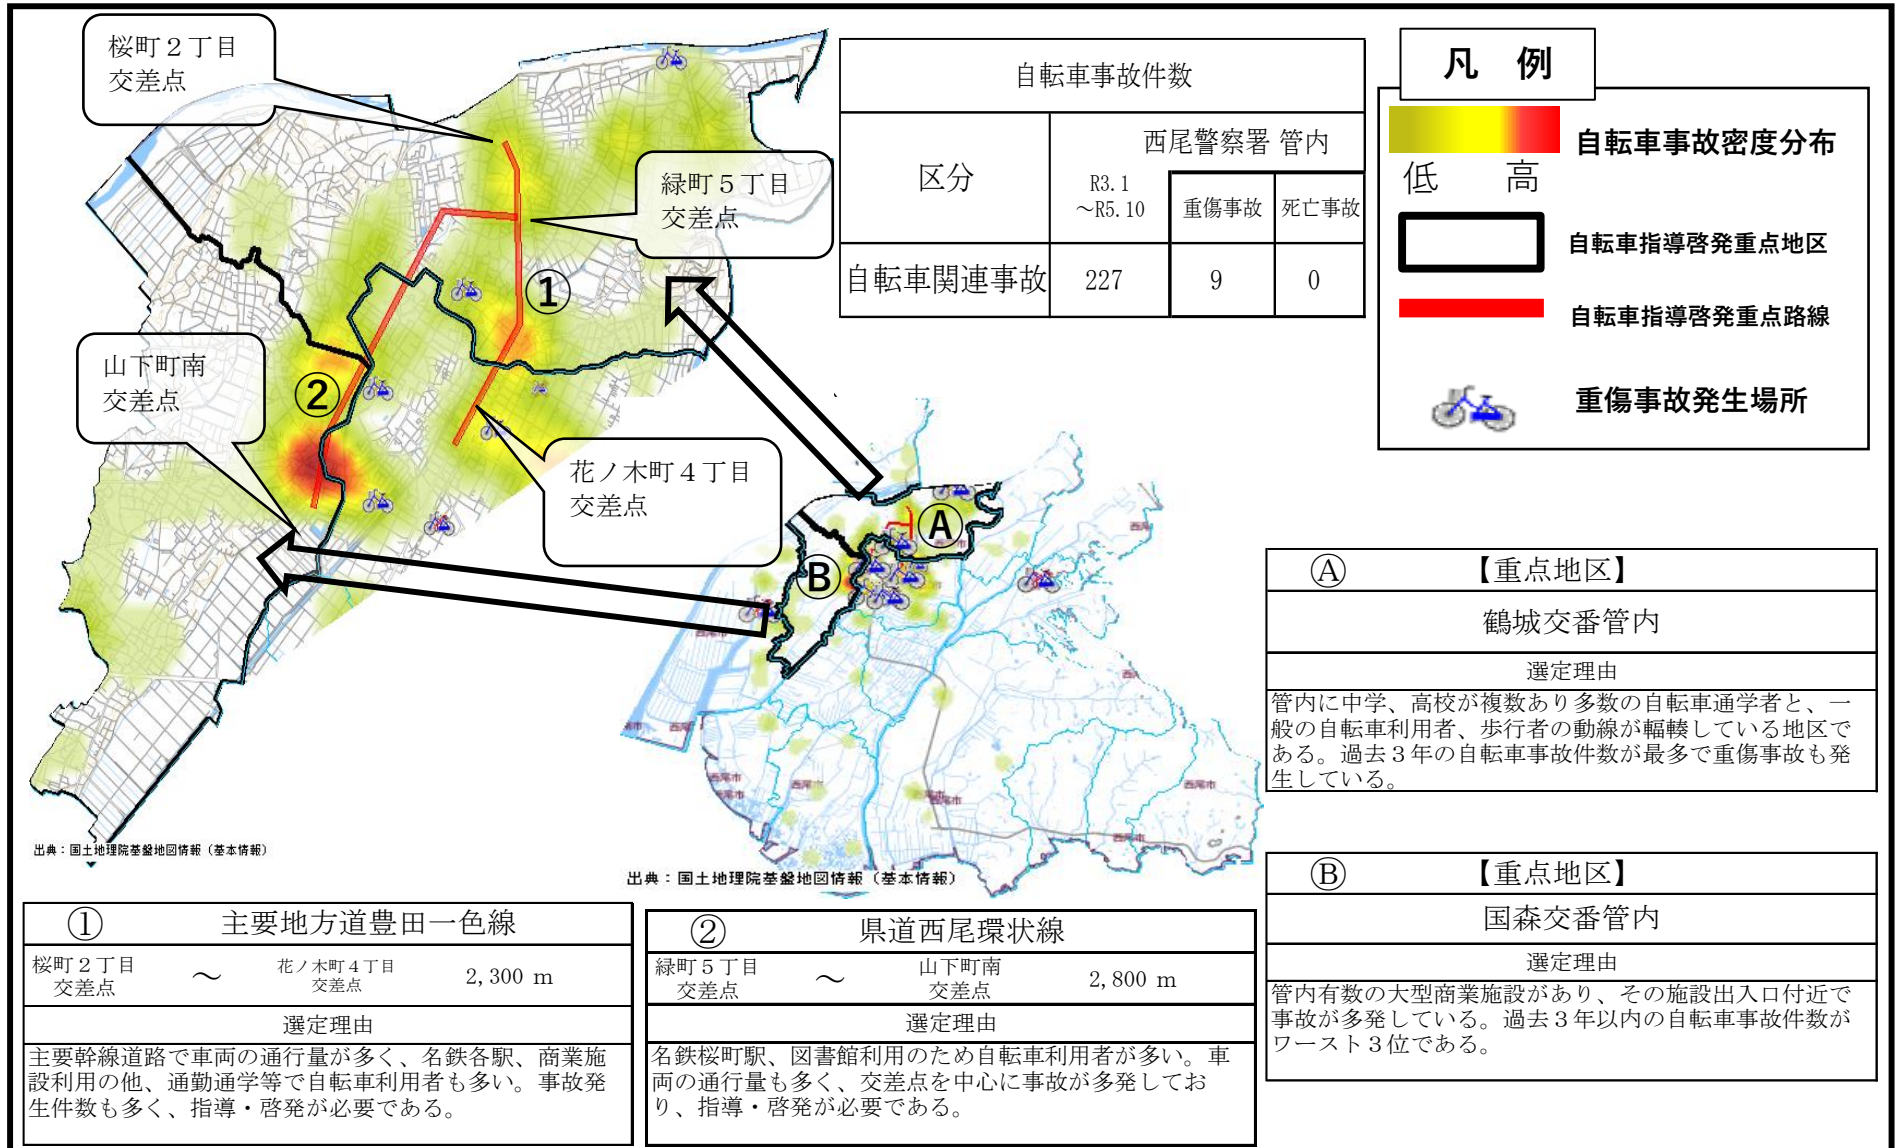 桜町２丁目
交差点
緑町５丁目
交差点
①
②
山下町南
交差点
花ノ木町４丁目
交差点
出典：国土地理院基盤地図情報（基本情報）
自転車事故件数
区分
西尾警察署 管内
R3.1
～R5.10
重傷事故
死亡事故
自転車関連事故
227
9
0
凡 例
自転車事故密度分布
低 高
自転車指導啓発重点地区
自転車指導啓発重点路線
重傷事故発生場所
Ⓐ
Ⓑ
西尾市
西尾市
西尾市
西尾市
西尾市
西尾市
出典：国土地理院基盤地図情報（基本情報）
Ⓐ 【重点地区】
鶴城交番管内
選定理由
管内に中学、高校が複数あり多数の自転車通学者と、一
般の自転車利用者、歩行者の動線が輻輳している地区で
ある。過去３年の自転車事故件数が最多で重傷事故も発
生している。
Ⓑ 【重点地区】
国森交番管内
選定理由
管内有数の大型商業施設があり、その施設出入口付近で
事故が多発している。過去３年以内の自転車事故件数が
ワースト３位である。
① 主要地方道豊田一色線
桜町２丁目
交差点
～
花ノ木町４丁目
交差点
2,300 m
選定理由
主要幹線道路で車両の通行量が多く、名鉄各駅、商業施
設利用の他、通勤通学等で自転車利用者も多い。事故発
生件数も多く、指導・啓発が必要である。
② 県道西尾環状線
緑町５丁目
交差点
～
山下町南
交差点
2,800 m
選定理由
名鉄桜町駅、図書館利用のため自転車利用者が多い。車
両の通行量も多く、交差点を中心に事故が多発してお
り、指導・啓発が必要である。